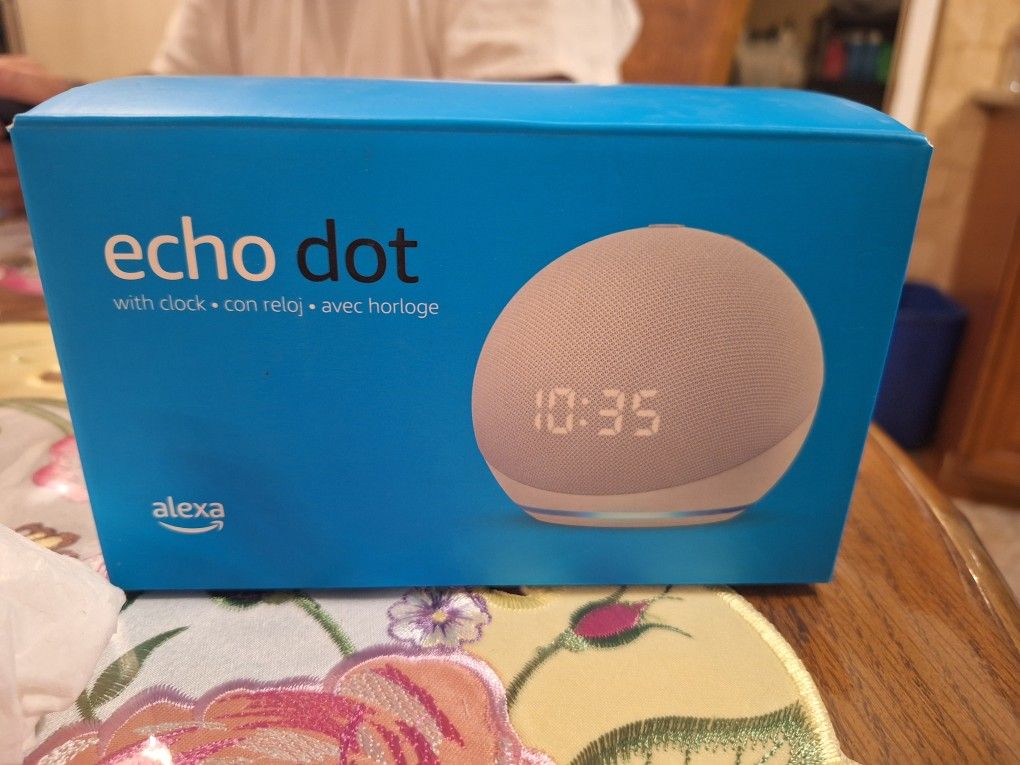 echo dot
with clock • con reloj • avec horloge
10:35
alexa